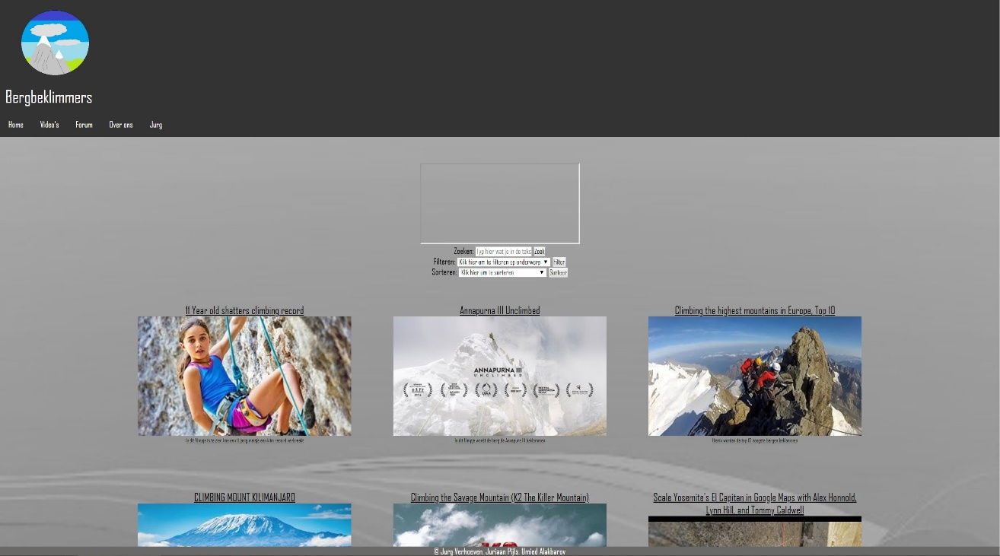 Bergbeklimmers
Home Video's Forum Over ons Jurg
Zoeken: Typ hier wat je in de teks Zoek
Filteren: Klik hier om te filteren op onderwerp Filter
Sorteren: Klik hier om te sorteren Sorteer
11 Year old shatters climbing record
Annapurna III Unclimbed
Climbing the highest mountains in Europe, Top 10
ANNAPURNA III
UNCLIMBED
In dit filmpje is te zien hoe een 11 jarig meisje een klim record verbreekt
In dit filmpje wordt de berg de Annapurna III beklommen
Hierin worden de top 10 hoogste bergen beklommen
CLIMBING MOUNT KILIMANJARO
Climbing the Savage Mountain (K2 The Killer Mountain)
Scale Yosemite's El Capitan in Google Maps with Alex Honnold,
Lynn Hill, and Tommy Caldwell
© Jurg Verhoeven, Juriaan Pijls, Umied Alakbarov